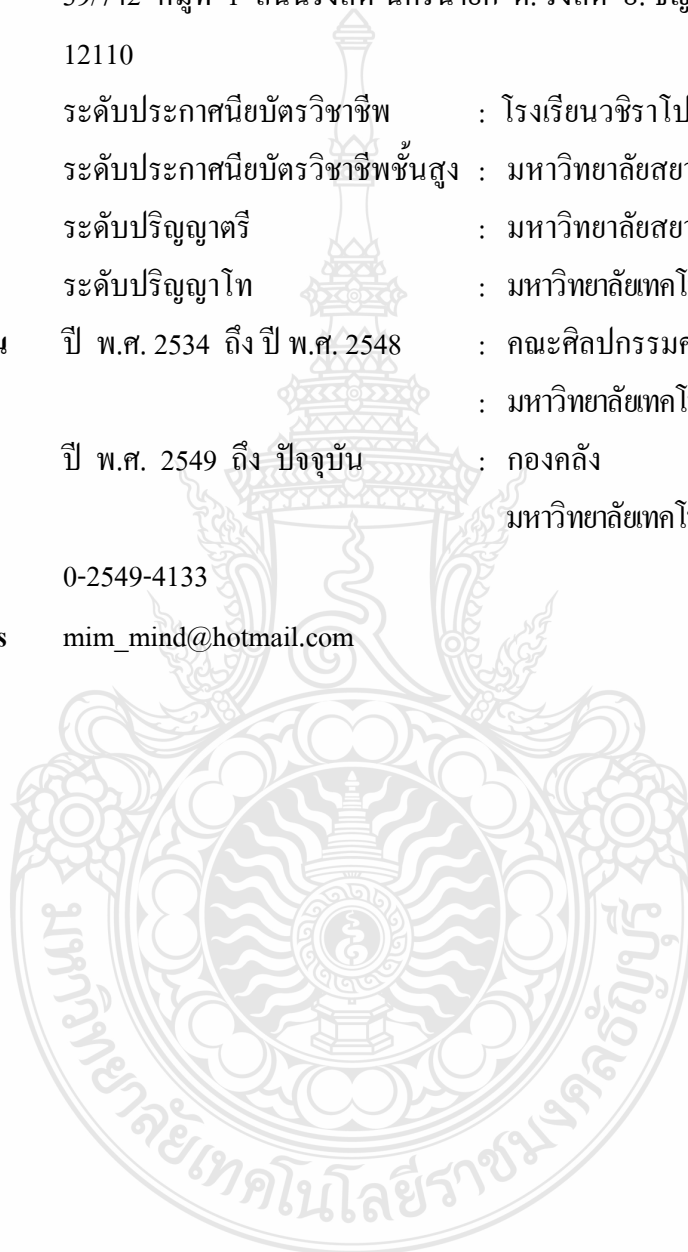 12110
ระดับประกาศนียบัตรวิชาชีพ : โรงเรียนวชิราโป
ระดับประกาศนียบัตรวิชาชีพชั้นสูง : มหาวิทยาลัยสยา
ระดับปริญญาตรี : มหาวิทยาลัยสยา
ระดับปริญญาโท : มหาวิทยาลัยเทคโ
น ปี พ.ศ. 2534 ถึง ปี พ.ศ. 2548 : คณะศิลปกรรมศ
: มหาวิทยาลัยเทคโ
ปี พ.ศ. 2549 ถึง ปัจจุบัน : กองคลัง
มหาวิทยาลัยเทคโ
0-2549-4133
s mim_mind@hotmail.com
มหาวิทยาลัยเทคโนโลยีราชมงคลธัญบุรี